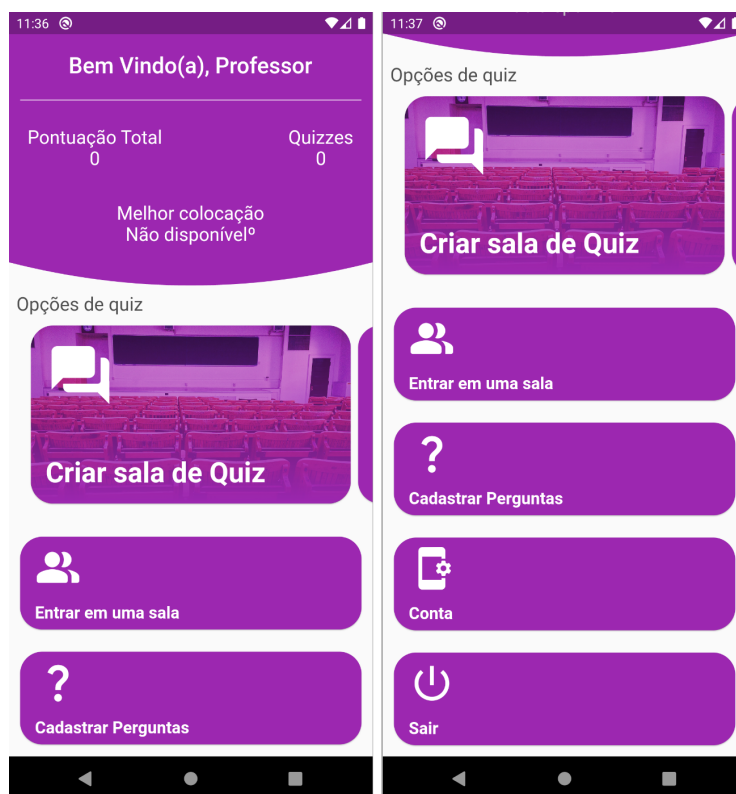 11:36
Bem Vindo(a), Professor
Pontuação Total
0
Quizzes
0
Melhor colocação
Não disponívelº
Opções de quiz
Criar sala de Quiz
Entrar em uma sala
Cadastrar Perguntas
11:37
Opções de quiz
Criar sala de Quiz
Entrar em uma sala
Cadastrar Perguntas
Conta
Sair